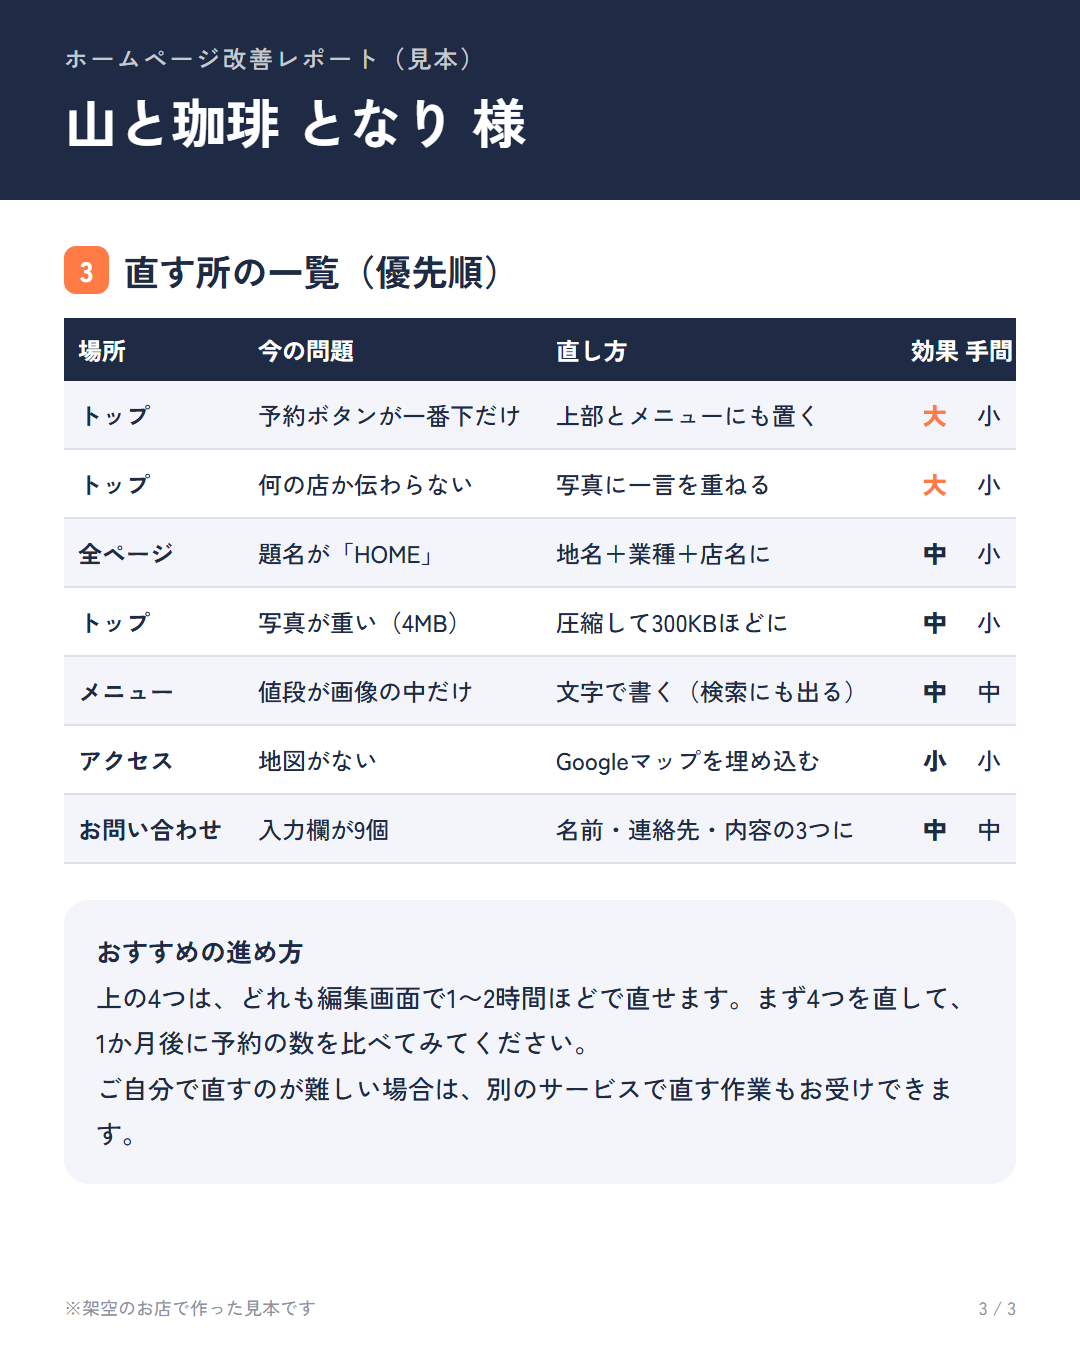 ホームページ改善レポート（見本）
山と珈琲 となり 様
3 直す所の一覧（優先順）
場所 今の問題 直し方 効果 手間
トップ 予約ボタンが一番下だけ 上部とメニューにも置く 大 小
トップ 何の店か伝わらない 写真に一言を重ねる 大 小
全ページ 題名が「HOME」 地名＋業種＋店名に 中 小
トップ 写真が重い（4MB） 圧縮して300KBほどに 中 小
メニュー 値段が画像の中だけ 文字で書く（検索にも出る） 中 中
アクセス 地図がない Googleマップを埋め込む 小 小
お問い合わせ 入力欄が9個 名前・連絡先・内容の3つに 中 中
おすすめの進め方
上の4つは、どれも編集画面で1〜2時間ほどで直せます。まず4つを直して、
1か月後に予約の数を比べてみてください。
ご自分で直すのが難しい場合は、別のサービスで直す作業もお受けできま
す。
※架空のお店で作った見本です 3 / 3